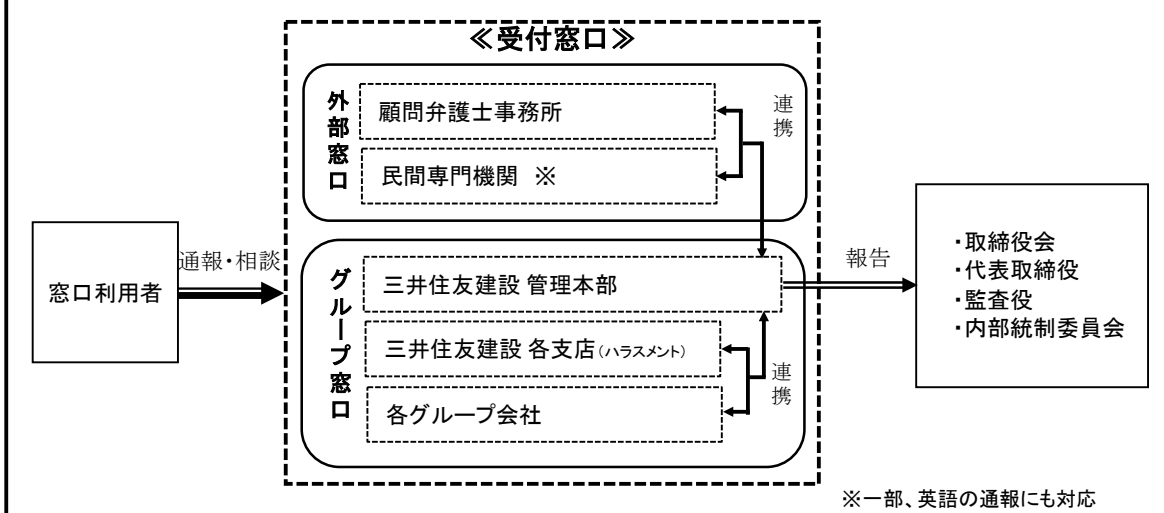 ≪受付窓口≫
外部窓口
顧問弁護士事務所
民間専門機関 ※
連携
窓口利用者
通報・相談
グループ窓口
三井住友建設 管理本部
三井住友建設 各支店(ハラスメント)
各グループ会社
連携
報告
・取締役会
・代表取締役
・監査役
・内部統制委員会
※一部、英語の通報にも対応